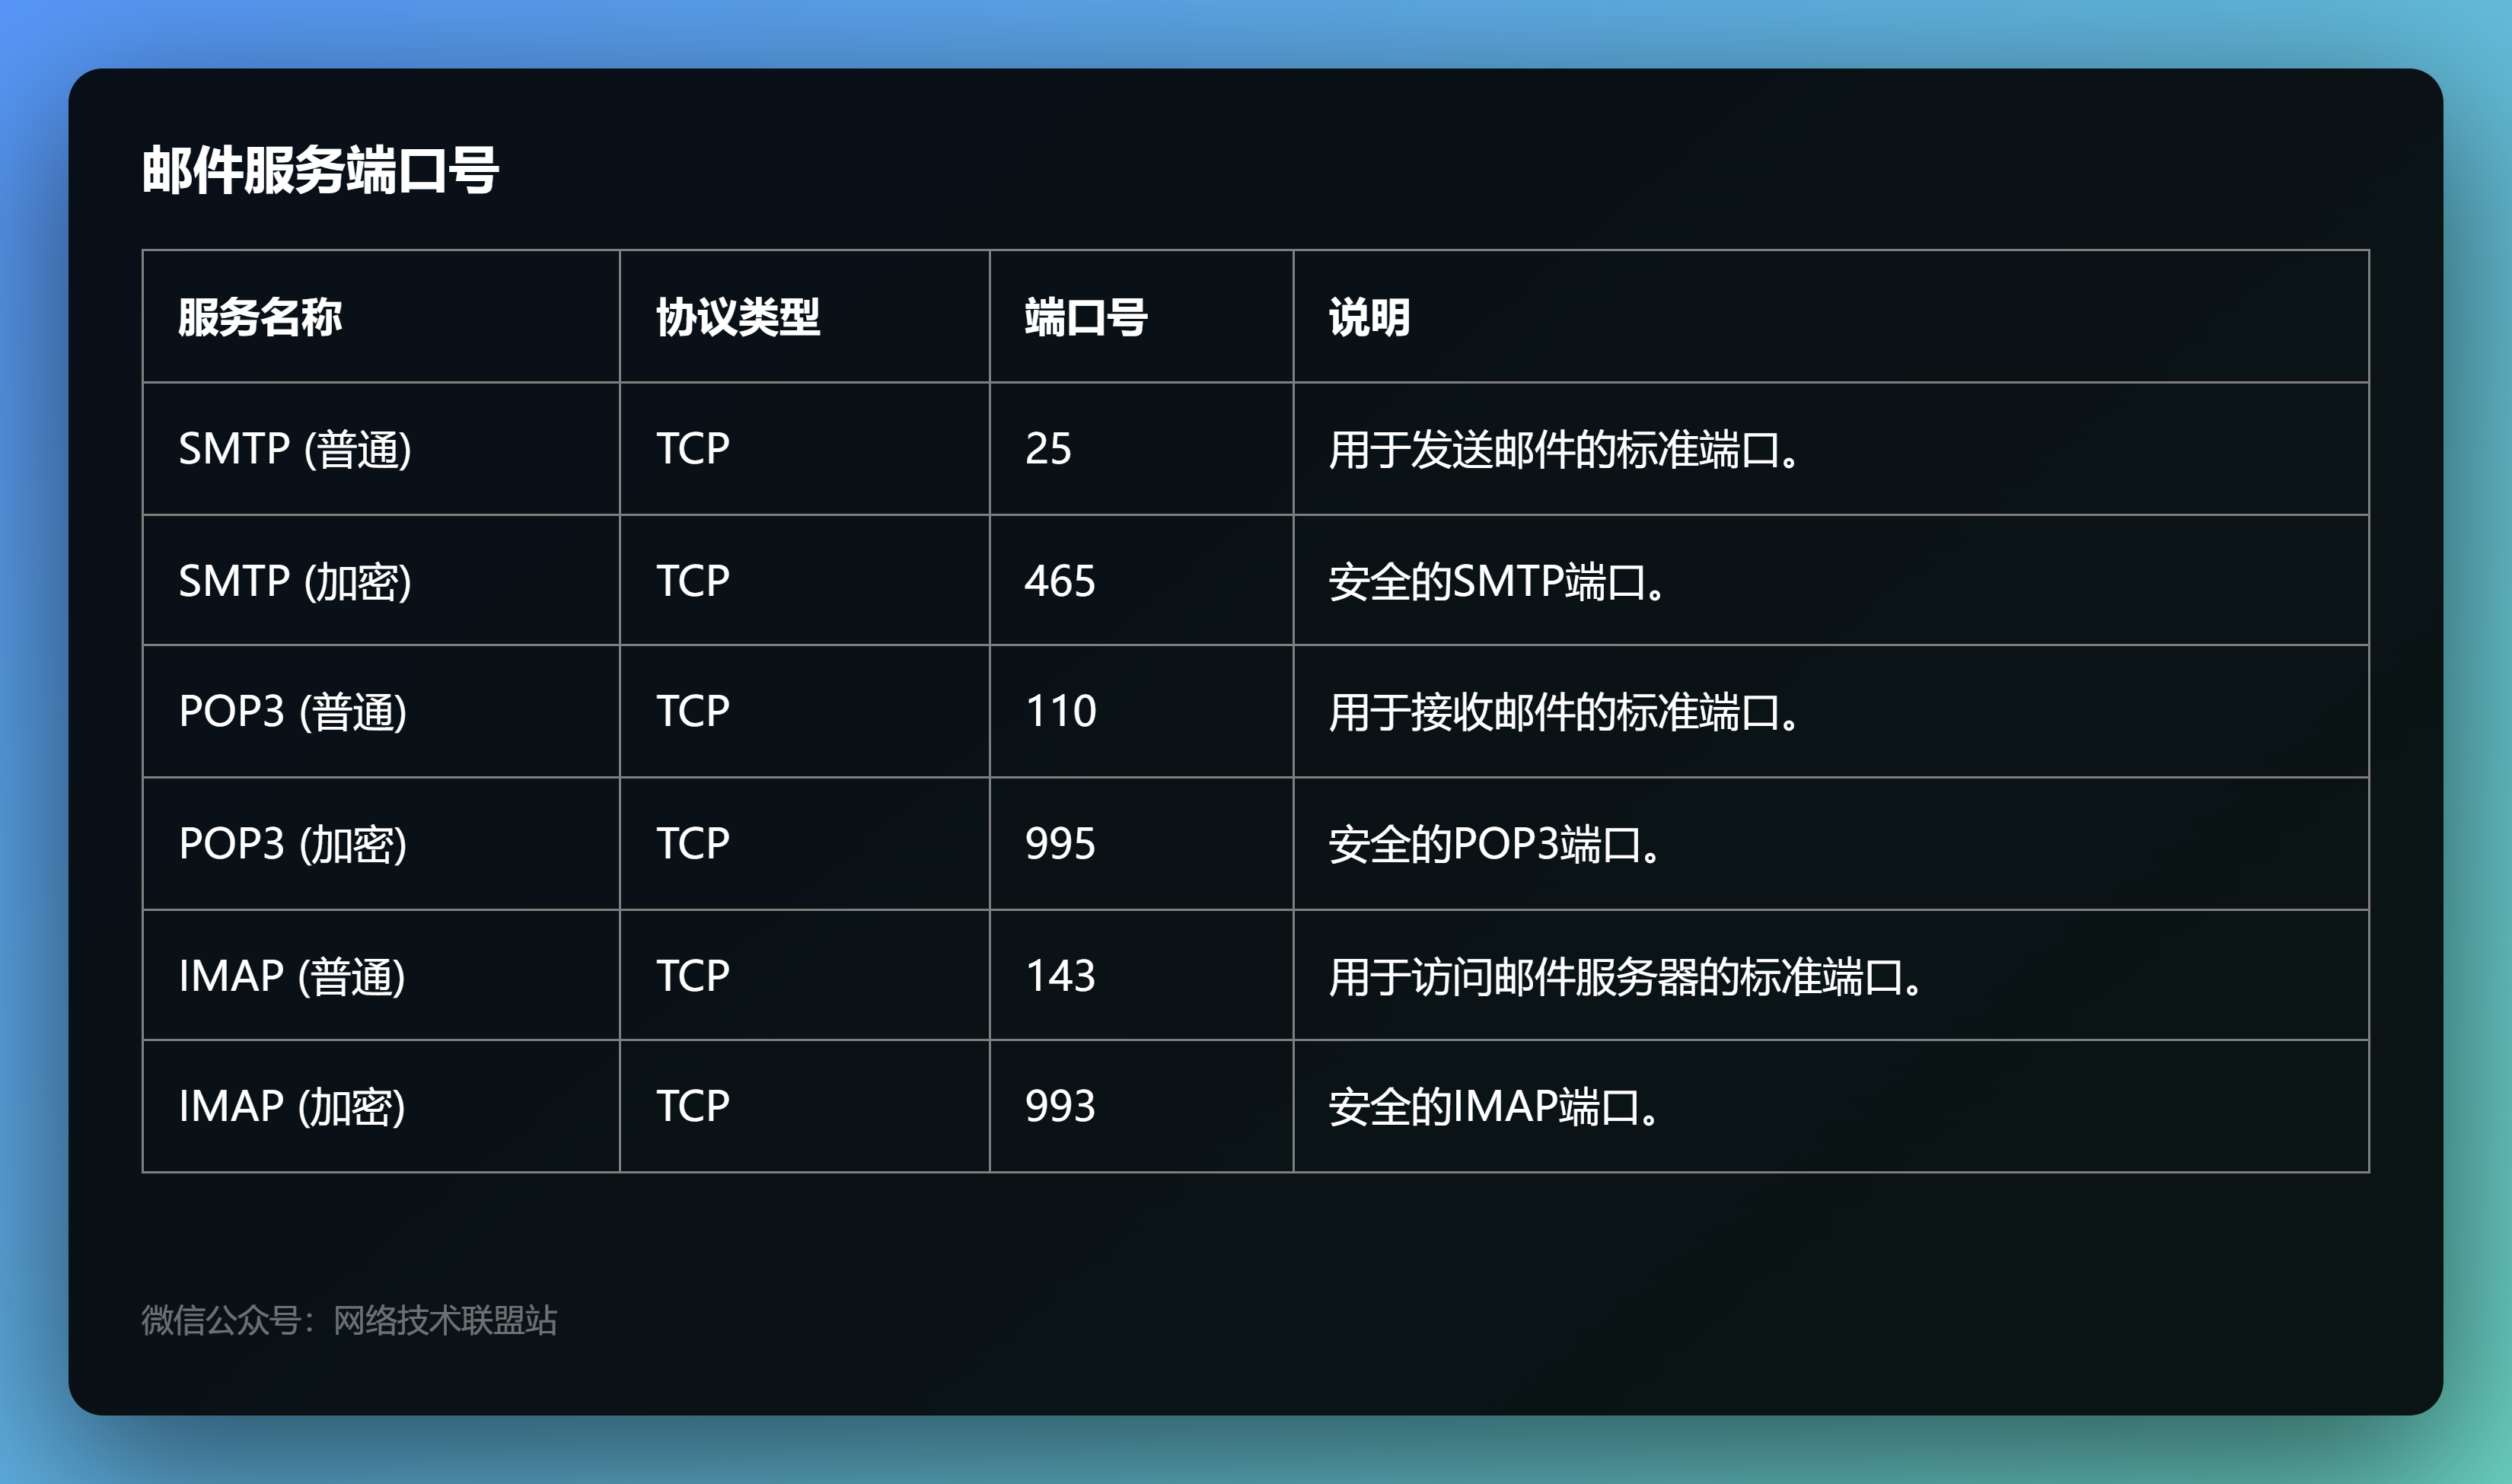 邮件服务端口号
服务名称 协议类型 端口号 说明
SMTP (普通) TCP 25 用于发送邮件的标准端口。
SMTP (加密) TCP 465 安全的SMTP端口。
POP3 (普通) TCP 110 用于接收邮件的标准端口。
POP3 (加密) TCP 995 安全的POP3端口。
IMAP (普通) TCP 143 用于访问邮件服务器的标准端口。
IMAP (加密) TCP 993 安全的IMAP端口。
微信公众号：网络技术联盟站